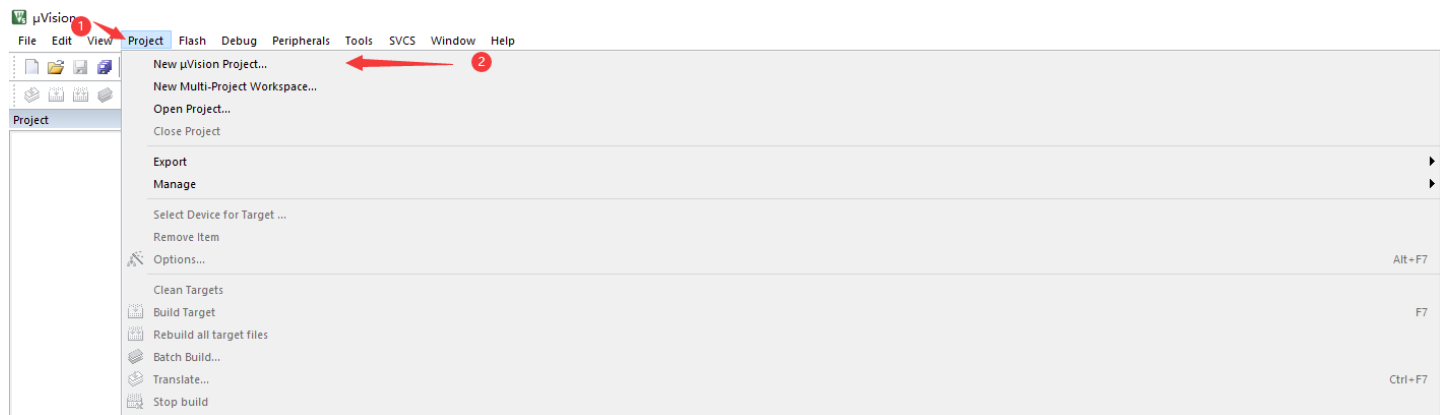 µVision
1
File Edit View Project Flash Debug Peripherals Tools SVCS Window Help
New µVision Project... 2
New Multi-Project Workspace...
Open Project...
Project
Close Project
Export
Manage
Select Device for Target ...
Remove Item
Options... Alt+F7
Clean Targets
Build Target F7
Rebuild all target files
Batch Build...
Translate... Ctrl+F7
Stop build